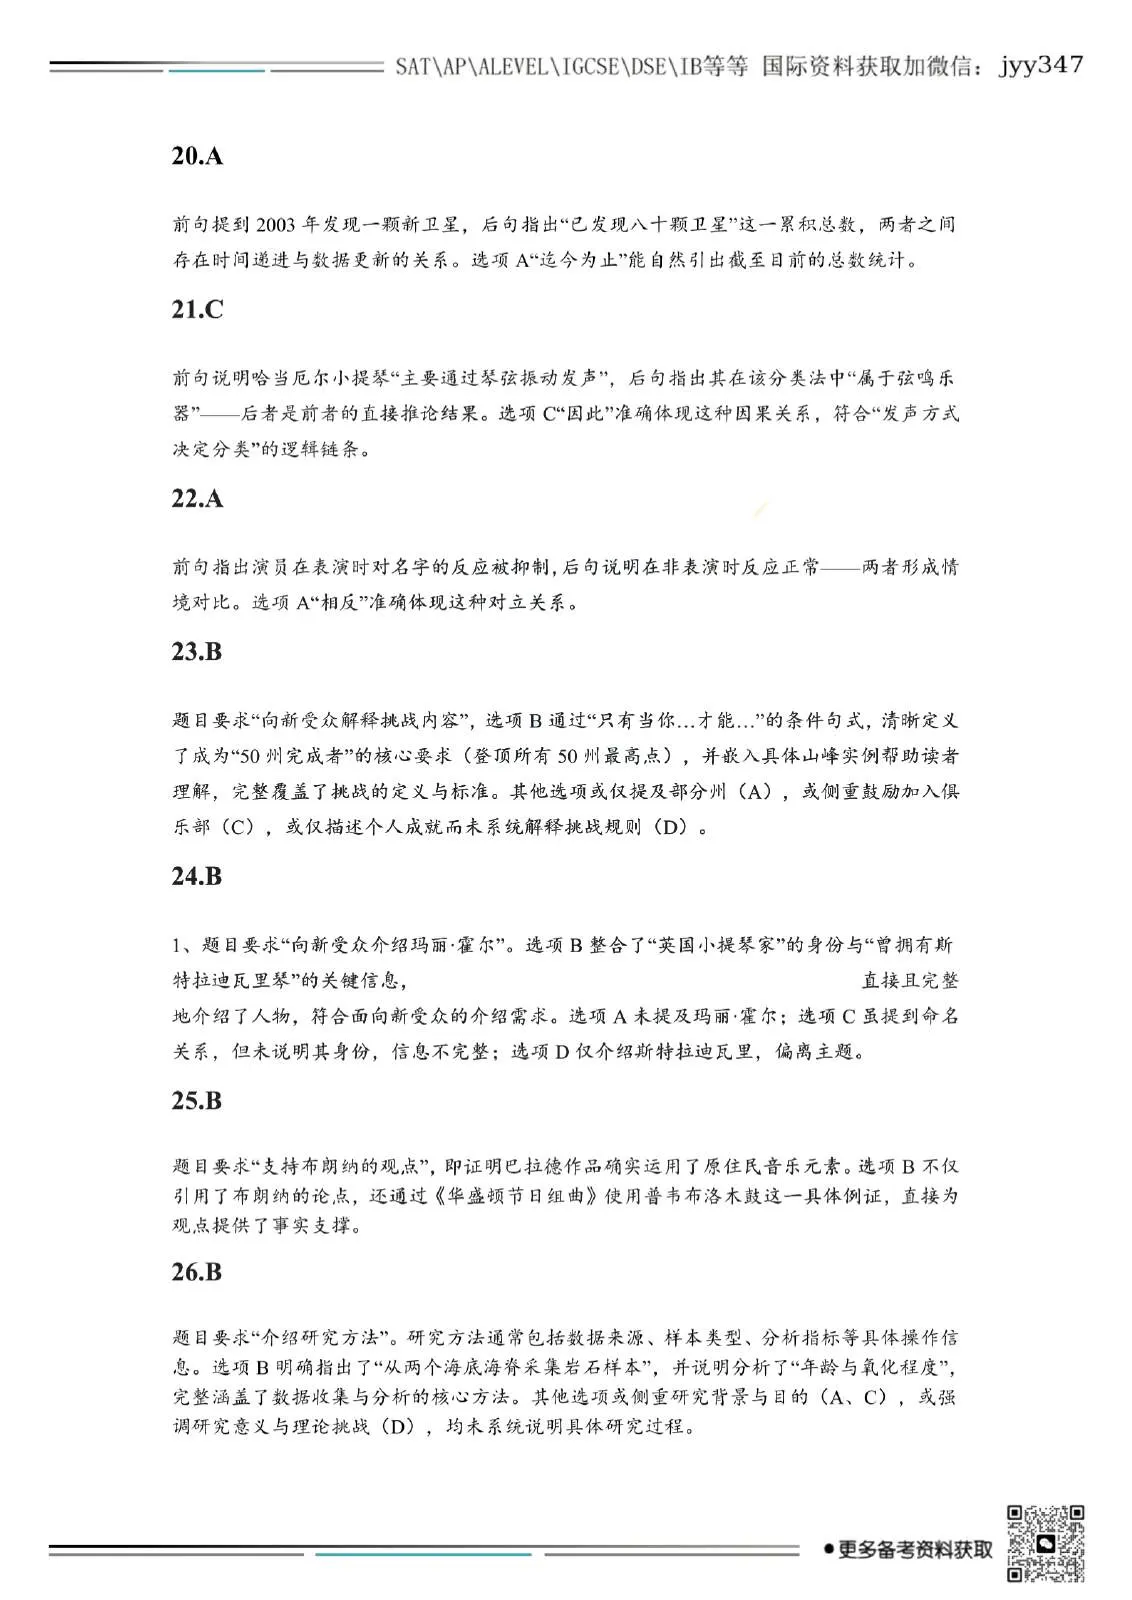 SAT\AP\ALEVEL\IGCSE\DSE\IB等等 国际资料获取加微信：jyy347
20.A
前句提到 2003 年发现一颗新卫星，后句指出“已发现八十颗卫星”这一累积总数，两者之间
存在时间递进与数据更新的关系。选项 A“迄今为止”能自然引出截至目前的总数统计。
21.C
前句说明哈当厄尔小提琴“主要通过琴弦振动发声”，后句指出其在该分类法中“属于弦鸣乐
器”——后者是前者的直接推论结果。选项 C“因此”准确体现这种因果关系，符合“发声方式
决定分类”的逻辑链条。
22.A
前句指出演员在表演时对名字的反应被抑制，后句说明在非表演时反应正常——两者形成情
境对比。选项 A“相反”准确体现这种对立关系。
23.B
题目要求“向新受众解释挑战内容”，选项 B 通过“只有当你…才能…”的条件句式，清晰定义
了成为“50 州完成者”的核心要求（登顶所有 50 州最高点），并嵌入具体山峰实例帮助读者
理解，完整覆盖了挑战的定义与标准。其他选项或仅提及部分州（A），或侧重鼓励加入俱
乐部（C），或仅描述个人成就而未系统解释挑战规则（D）。
24.B
1、题目要求“向新受众介绍玛丽·霍尔”。选项 B 整合了“英国小提琴家”的身份与“曾拥有斯
特拉迪瓦里琴”的关键信息， 直接且完整
地介绍了人物，符合面向新受众的介绍需求。选项 A 未提及玛丽·霍尔；选项 C 虽提到命名
关系，但未说明其身份，信息不完整；选项 D 仅介绍斯特拉迪瓦里，偏离主题。
25.B
题目要求“支持布朗纳的观点”，即证明巴拉德作品确实运用了原住民音乐元素。选项 B 不仅
引用了布朗纳的论点，还通过《华盛顿节日组曲》使用普韦布洛木鼓这一具体例证，直接为
观点提供了事实支撑。
26.B
题目要求“介绍研究方法”。研究方法通常包括数据来源、样本类型、分析指标等具体操作信
息。选项 B 明确指出了“从两个海底海脊采集岩石样本”，并说明分析了“年龄与氧化程度”，
完整涵盖了数据收集与分析的核心方法。其他选项或侧重研究背景与目的（A、C），或强
调研究意义与理论挑战（D），均未系统说明具体研究过程。
●更多备考资料获取